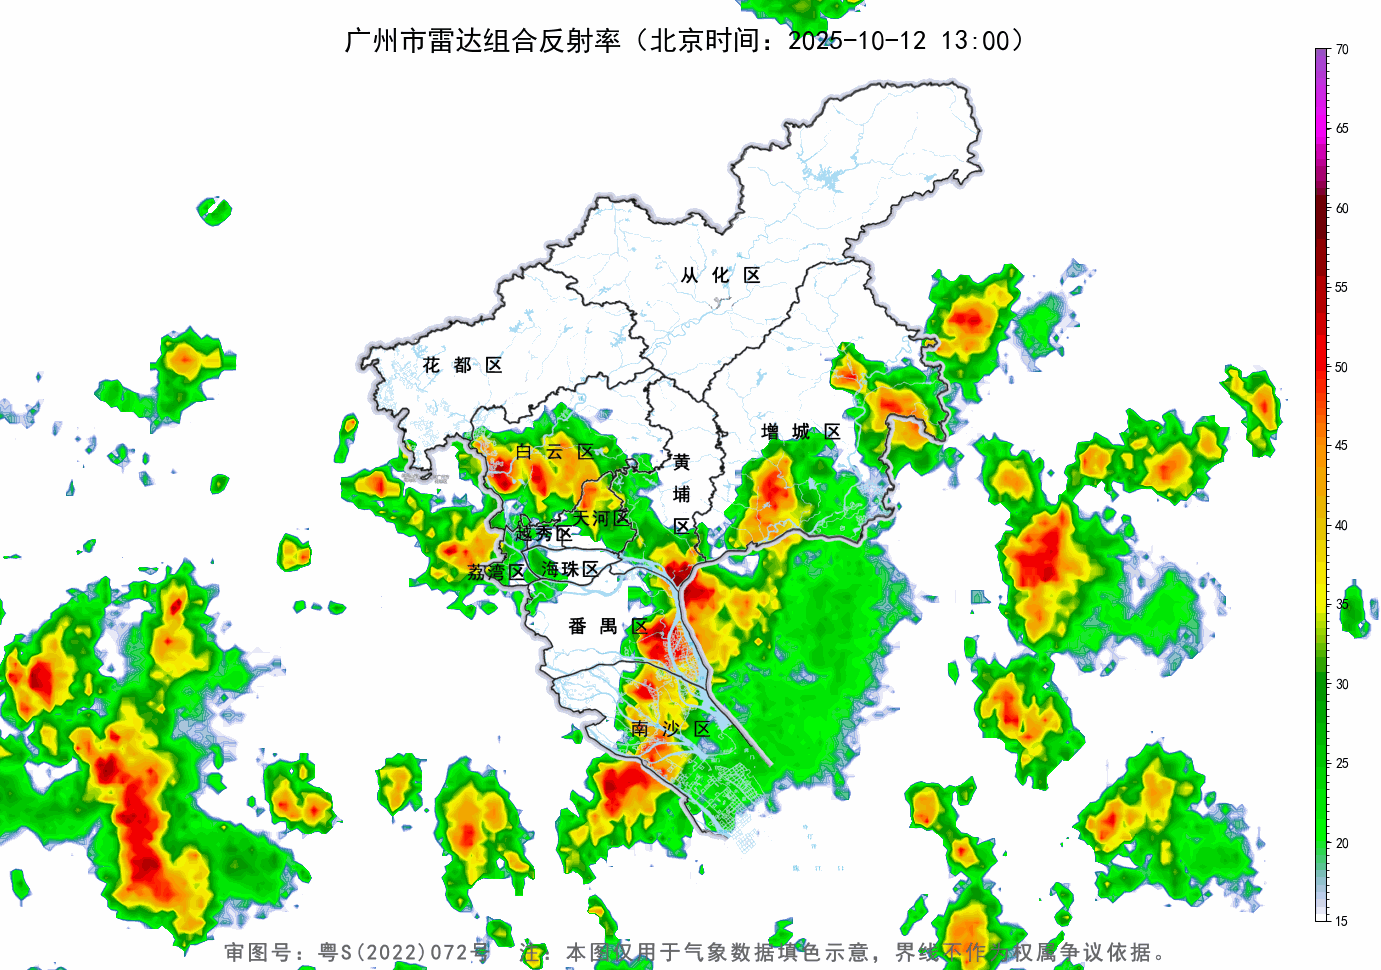 广州市雷达组合反射率（北京时间：2025-10-12 13:00）
70
65
60
55
50
45
40
35
30
25
20
15
从化区
花都区
增城区
白云区
黄埔区
天河区
越秀区
海珠区
荔湾区
番禺区
南沙区
审图号：粤S(2022)072号 注：本图仅用于气象数据填色示意，界线不作为权属争议依据。